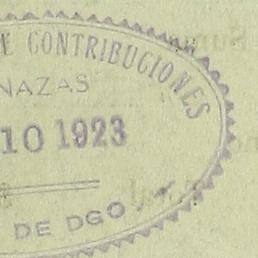 E CONTRIBUCIONES
NAZAS
10 1923
DE DGO.